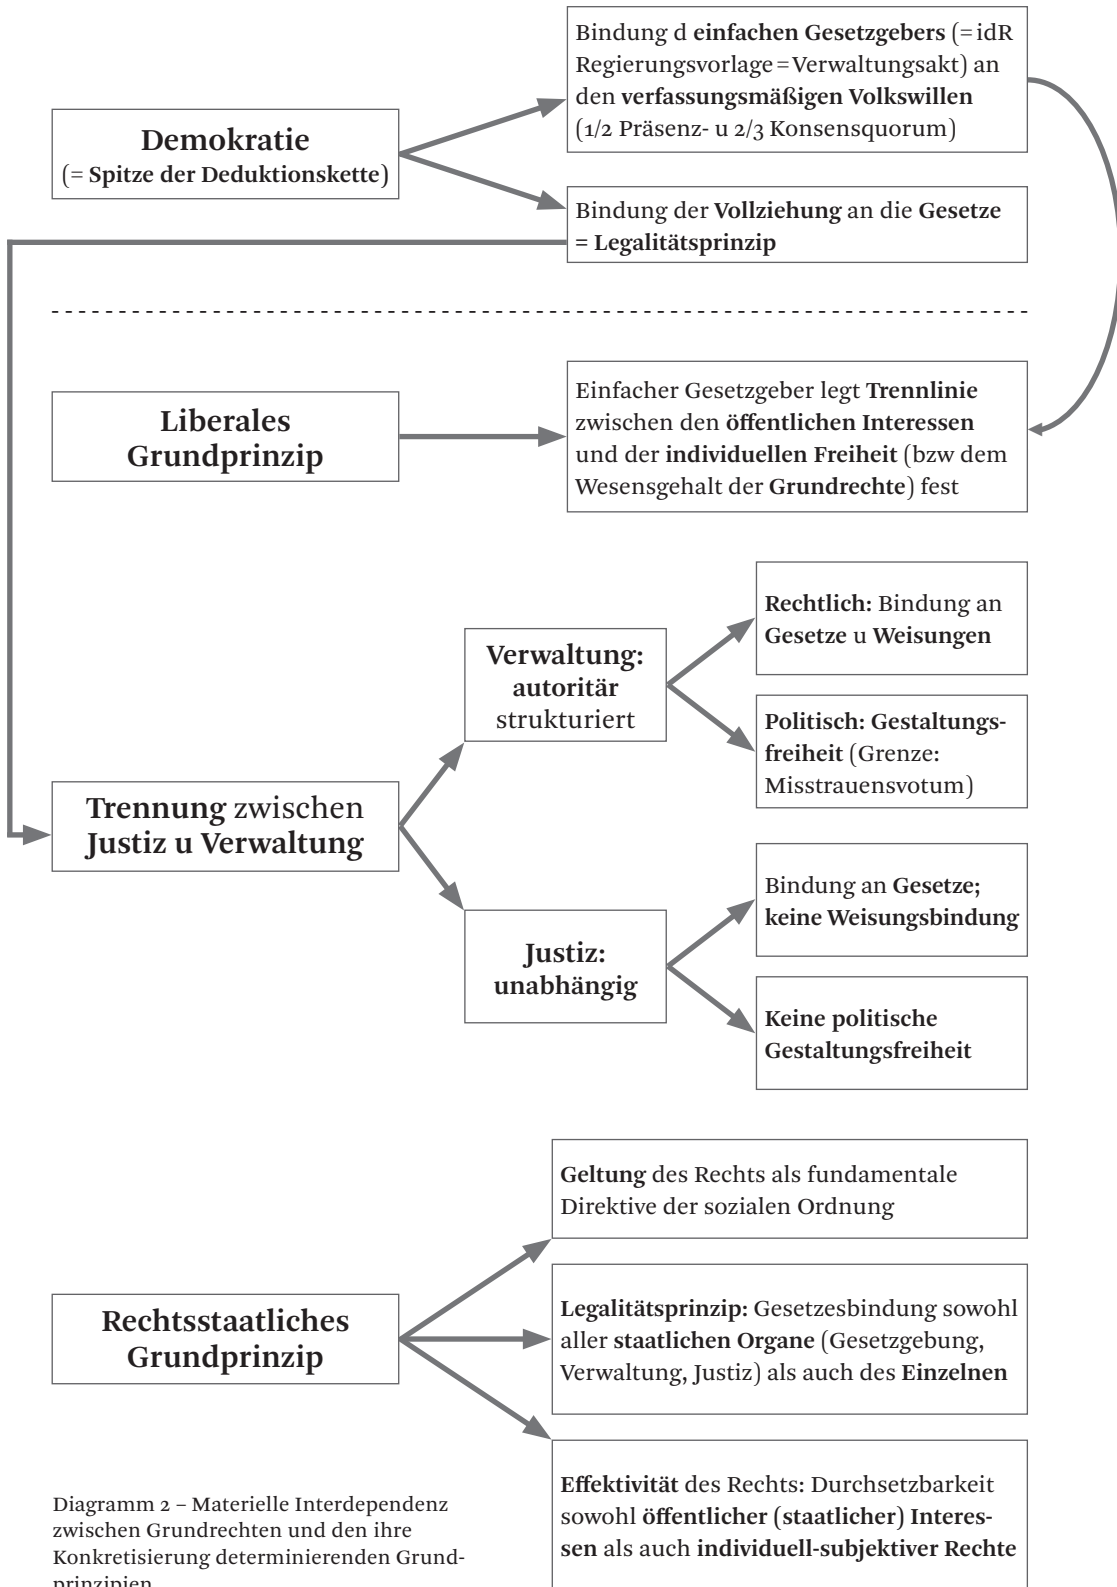 Bindung d einfachen Gesetzgebers (=idR
Regierungsvorlage=Verwaltungsakt) an
den verfassungsmäßigen Volkswillen
(1/2 Präsenz- u 2/3 Konsensquorum)
Demokratie
(= Spitze der Deduktionskette)
Bindung der Vollziehung an die Gesetze
= Legalitätsprinzip
Liberales
Grundprinzip
Einfacher Gesetzgeber legt Trennlinie
zwischen den öffentlichen Interessen
und der individuellen Freiheit (bzw dem
Wesensgehalt der Grundrechte) fest
Rechtlich: Bindung an
Gesetze u Weisungen
Verwaltung:
autoritär
strukturiert
Politisch: Gestaltungs-
freiheit (Grenze:
Misstrauensvotum)
Trennung zwischen
Justiz u Verwaltung
Bindung an Gesetze;
keine Weisungsbindung
Justiz:
unabhängig
Keine politische
Gestaltungsfreiheit
Geltung des Rechts als fundamentale
Direktive der sozialen Ordnung
Rechtsstaatliches
Grundprinzip
Legalitätsprinzip: Gesetzesbindung sowohl
aller staatlichen Organe (Gesetzgebung,
Verwaltung, Justiz) als auch des Einzelnen
Effektivität des Rechts: Durchsetzbarkeit
sowohl öffentlicher (staatlicher) Interes-
sen als auch individuell-subjektiver Rechte
Diagramm 2 – Materielle Interdependenz
zwischen Grundrechten und den ihre
Konkretisierung determinierenden Grund-
prinzipien